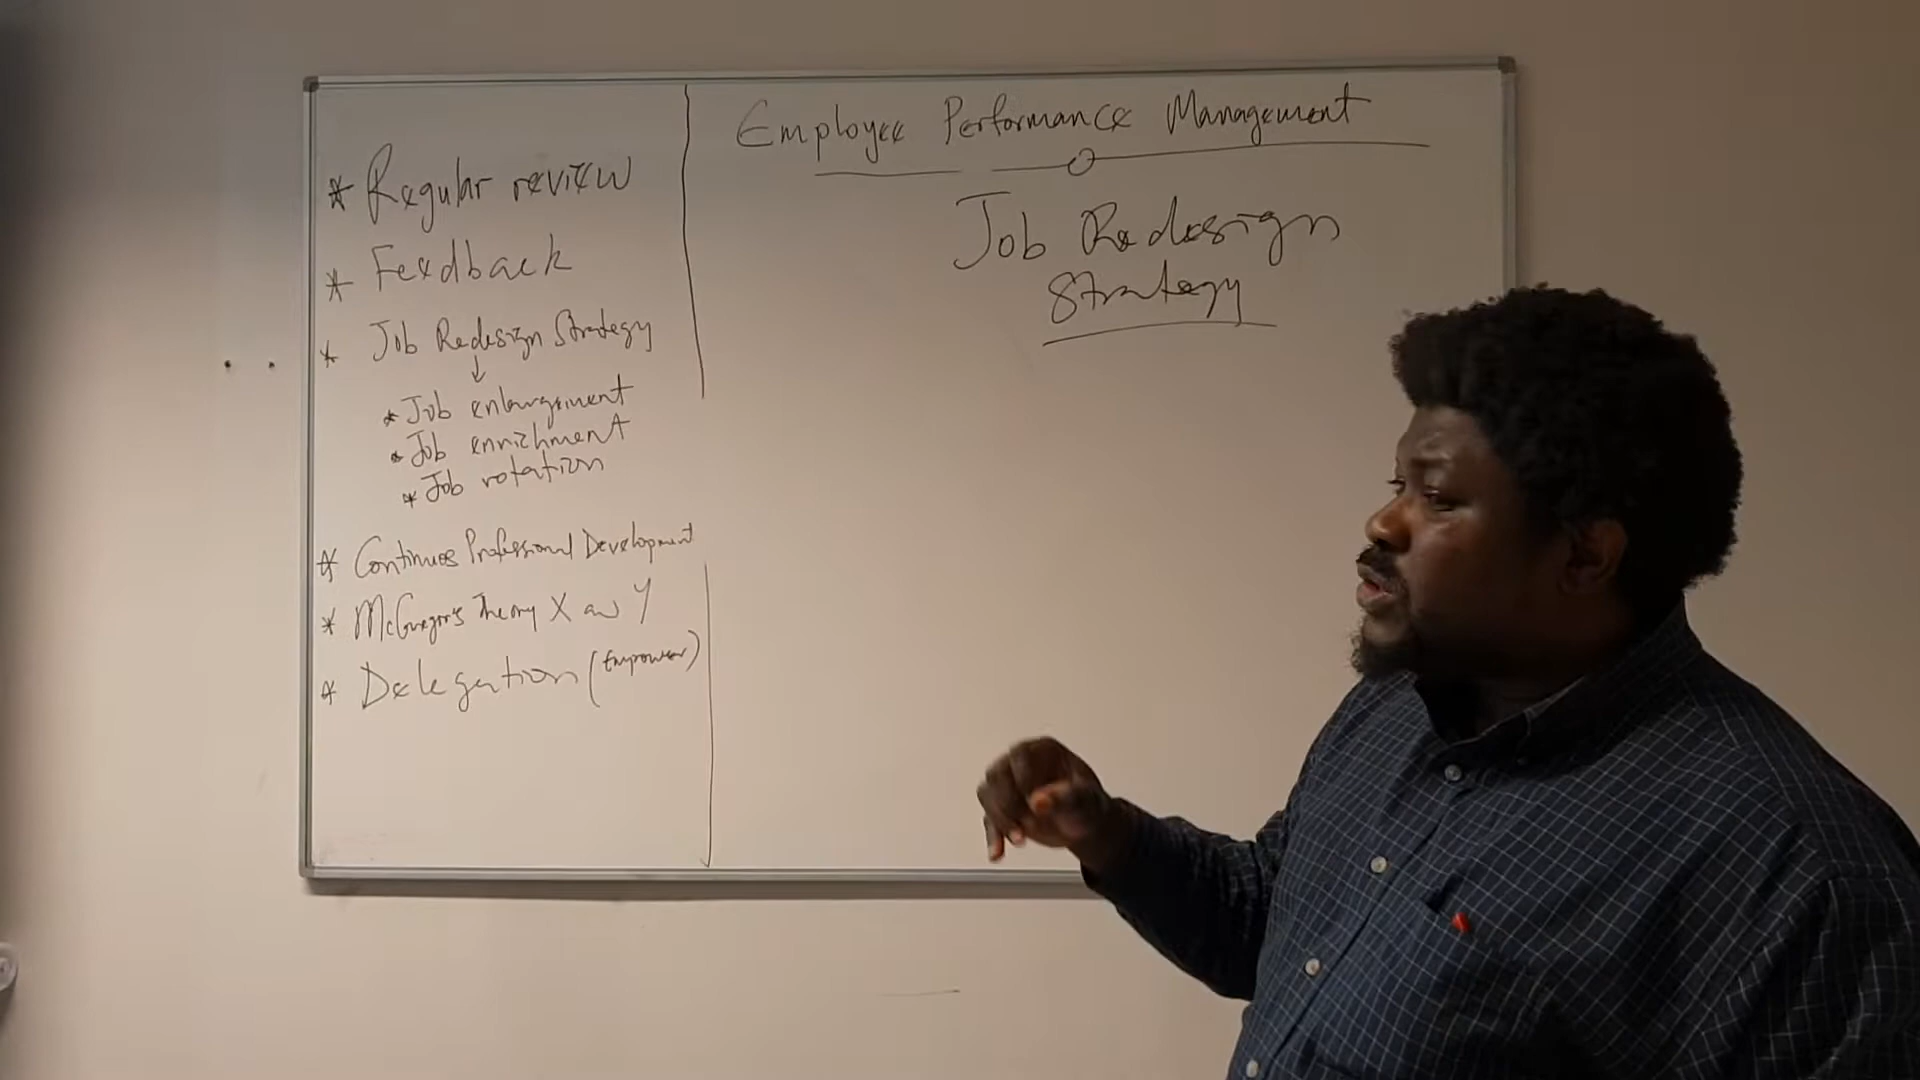 * Regular review
* Feedback
* Job Redesign Strategy
* Job enlargement
* Job enrichment
* Job rotation
* Continues Professional Development
* McGregor's Theory X and Y
* Delegation (Empower)
Employee Performance Management
Job Redesign
Strategy